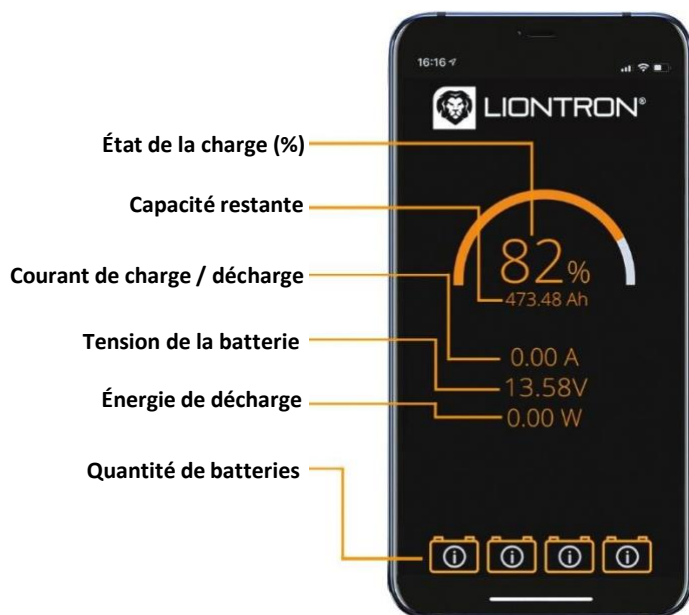 16:16
LIONTRON®
État de la charge (%)
Capacité restante
82%
473.48 Ah
Courant de charge / décharge
0.00 A
Tension de la batterie
13.58V
Énergie de décharge
0.00 W
Quantité de batteries